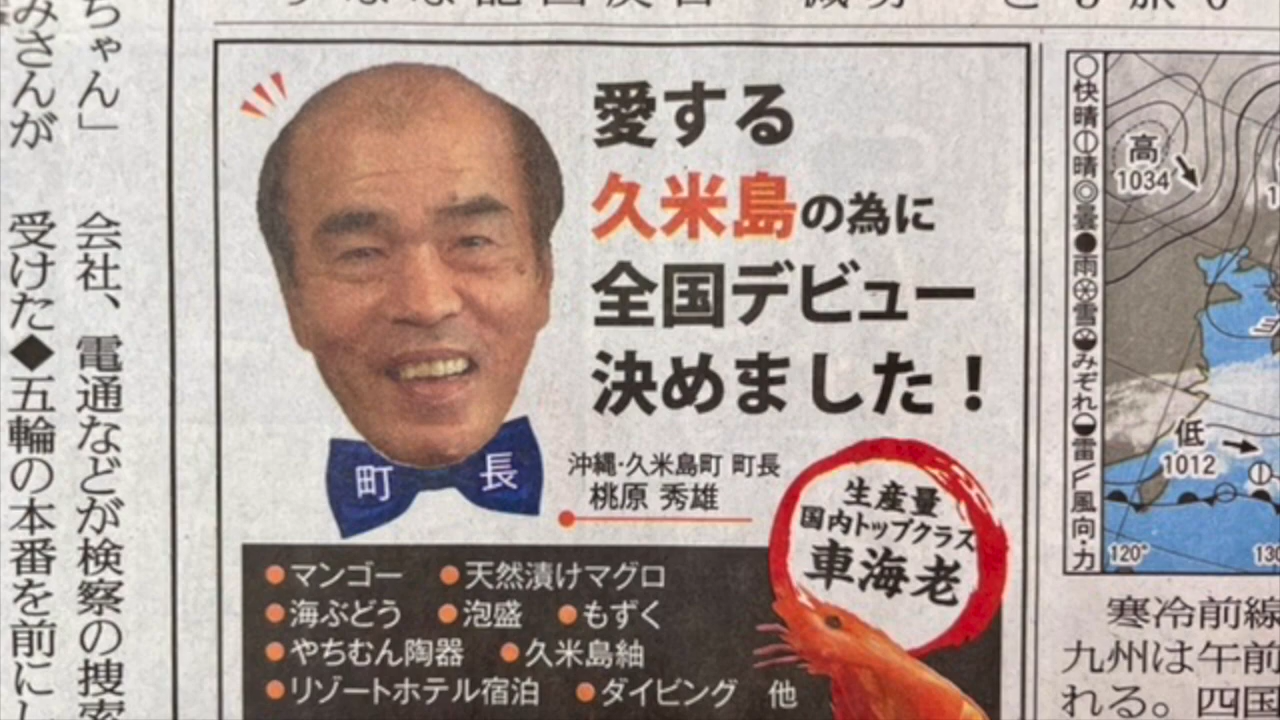 愛する
久米島の為に
全国デビュー
決めました！
町長
沖縄・久米島町 町長
桃原 秀雄
生産量
国内トップクラス
車海老
●マンゴー ●天然漬けマグロ
●海ぶどう ●泡盛 ●もずく
●やちむん陶器 ●久米島紬
●リゾートホテル宿泊 ●ダイビング 他
ちゃん」 会社、電通などが検察の捜索
みさんが 受けた◆五輪の本番を前にし
○快晴⦶晴◎曇●雨⊗雪みぞれ雷風向・力
高
1034
低
1012
120°
130
寒冷前線
九州は午前
れる。四国